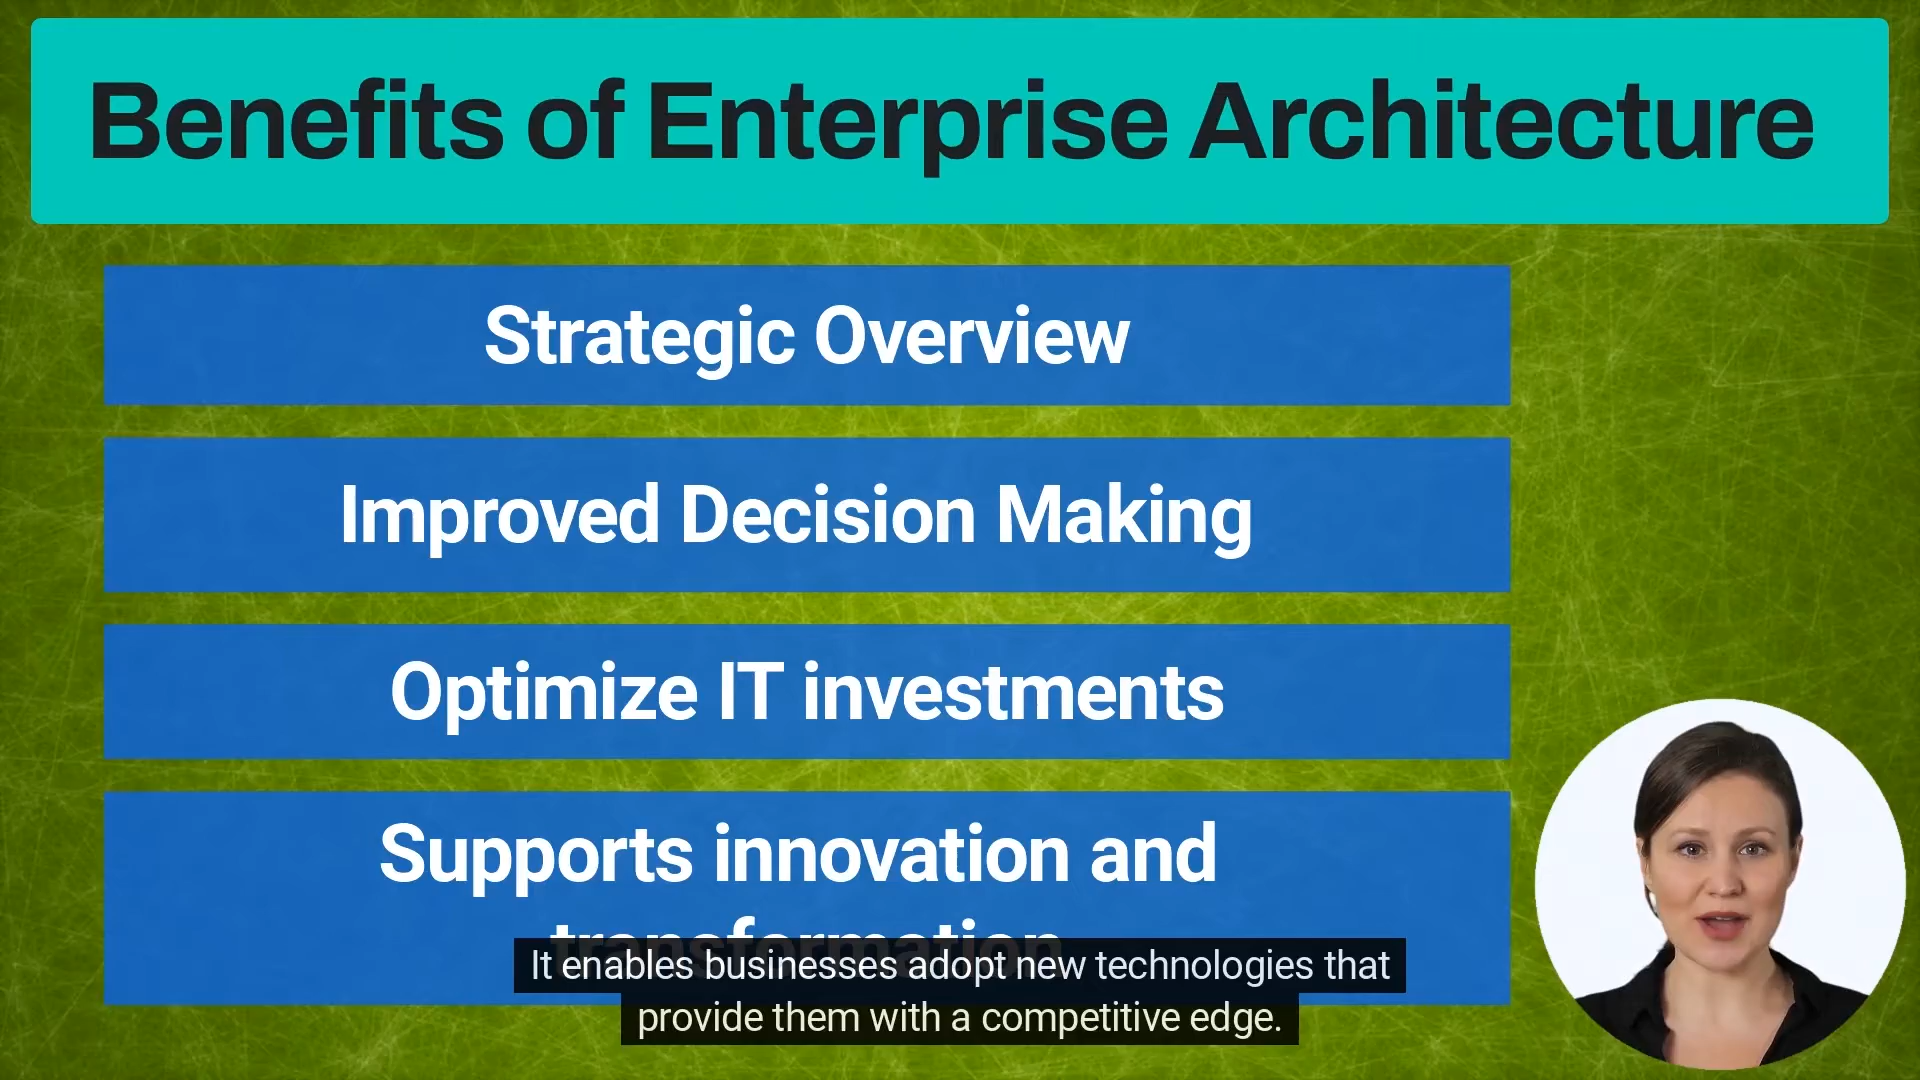 Benefits of Enterprise Architecture
Strategic Overview
Improved Decision Making
Optimize IT investments
Supports innovation and
transformation
It enables businesses adopt new technologies that
provide them with a competitive edge.